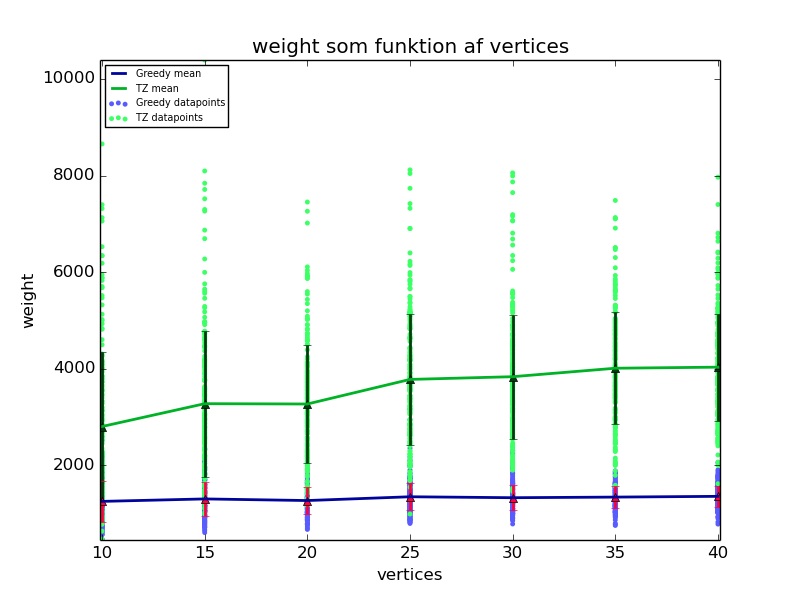 weight som funktion af vertices
Greedy mean
TZ mean
Greedy datapoints
TZ datapoints
10000
8000
6000
4000
2000
weight
10 15 20 25 30 35 40
vertices